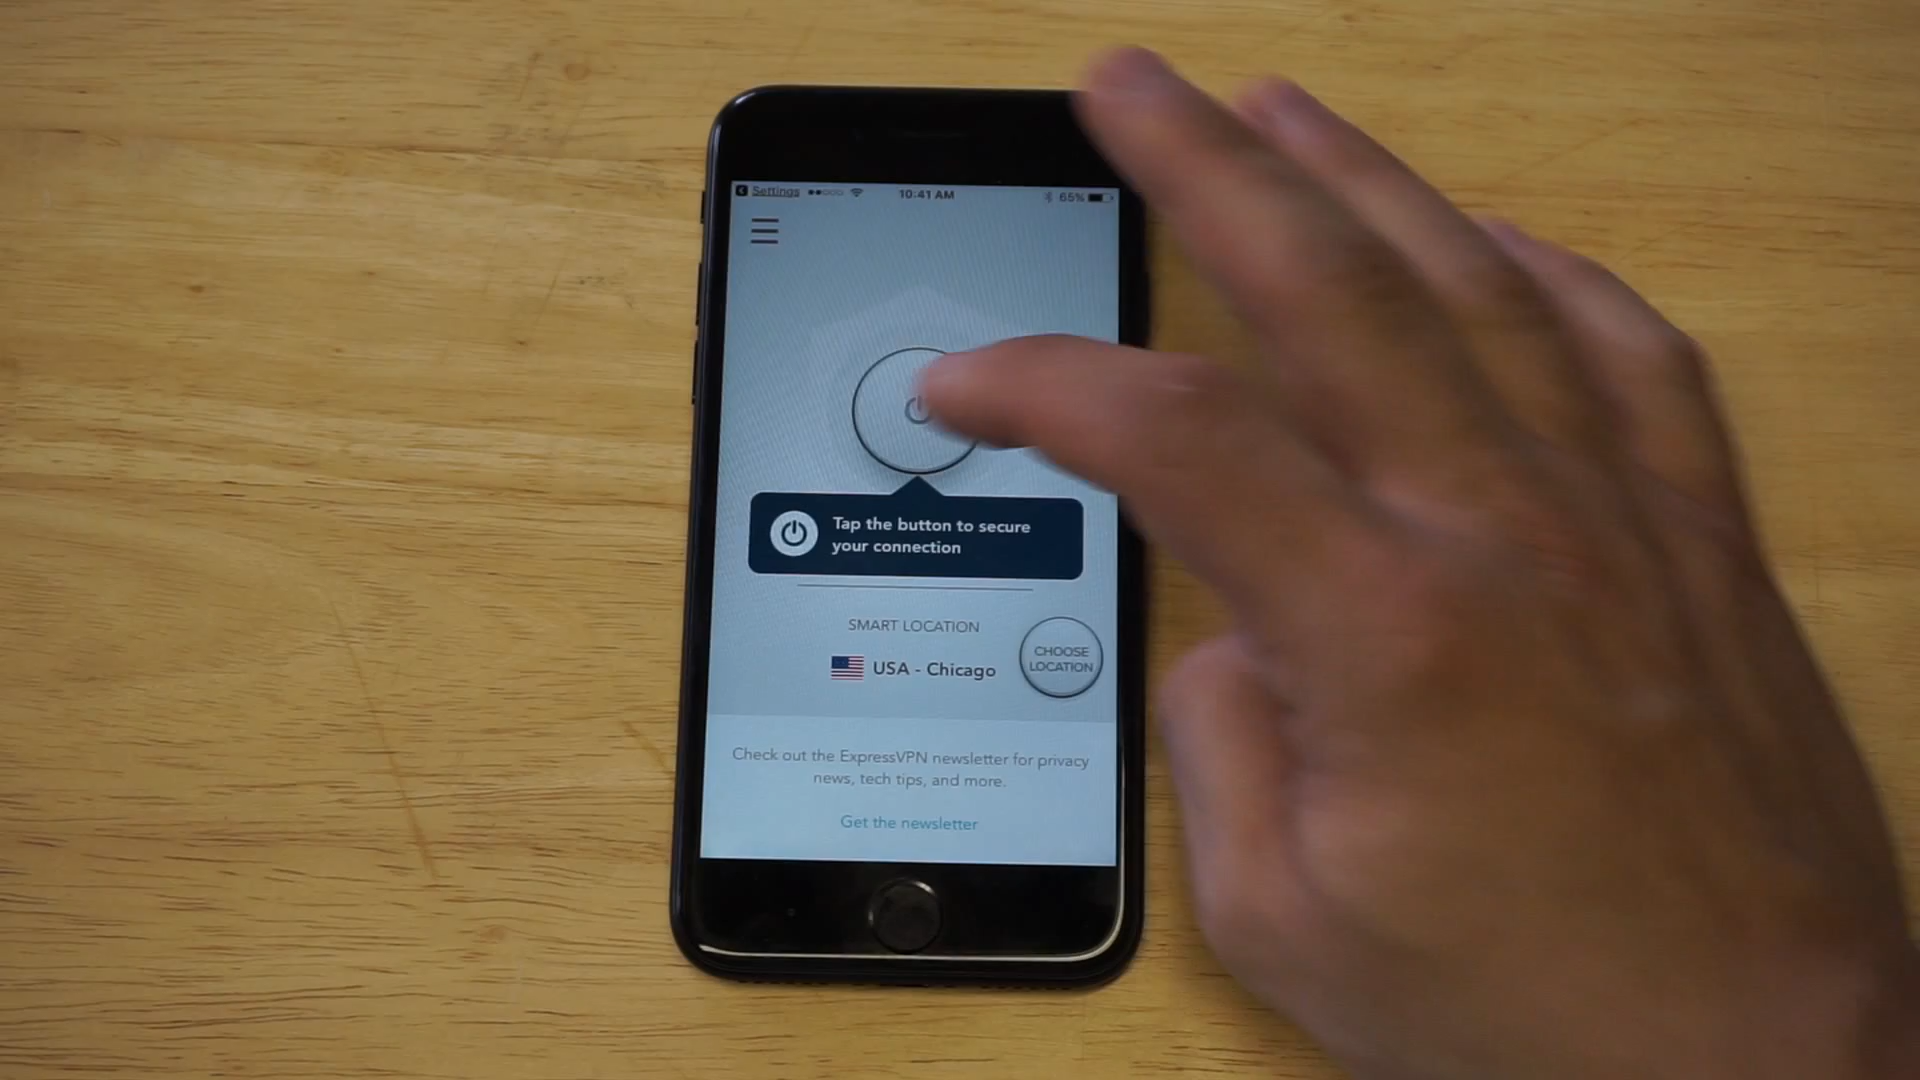 Settings 10:41 AM 65%
Tap the button to secure
your connection
SMART LOCATION
USA - Chicago
CHOOSE
LOCATION
Check out the ExpressVPN newsletter for privacy
news, tech tips, and more.
Get the newsletter